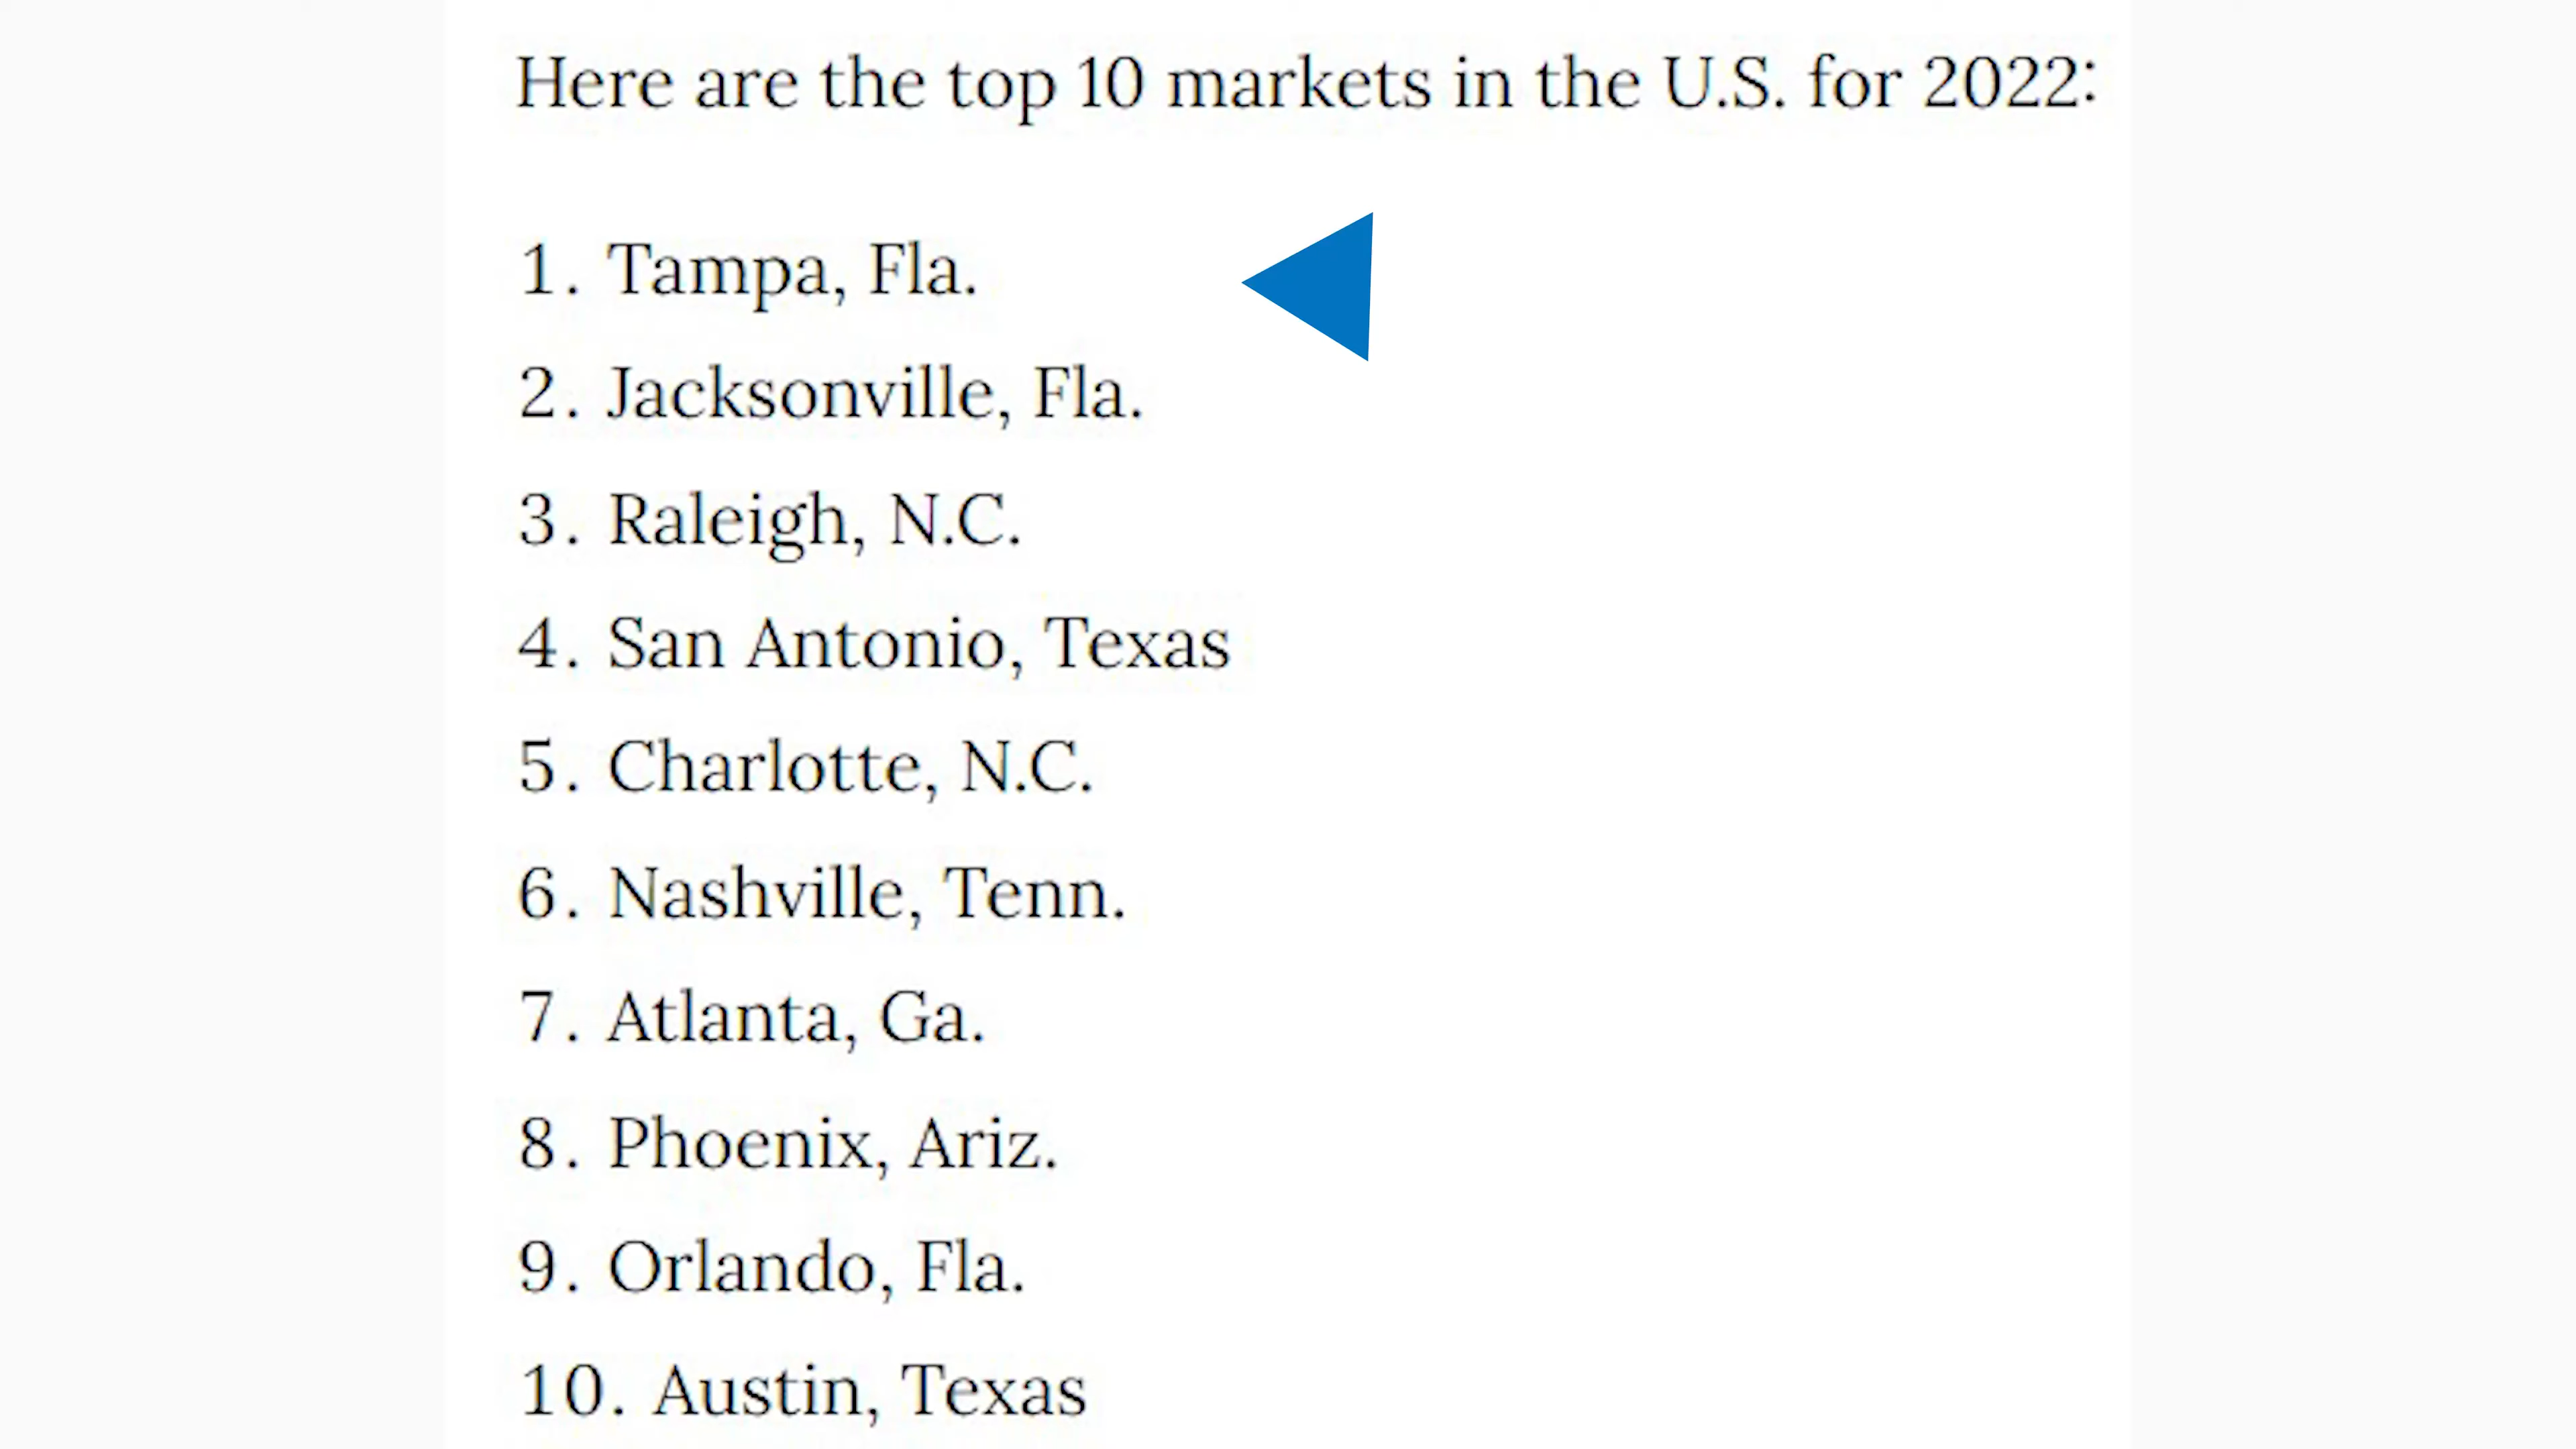 Here are the top 10 markets in the U.S. for 2022:
1. Tampa, Fla.
2. Jacksonville, Fla.
3. Raleigh, N.C.
4. San Antonio, Texas
5. Charlotte, N.C.
6. Nashville, Tenn.
7. Atlanta, Ga.
8. Phoenix, Ariz.
9. Orlando, Fla.
10. Austin, Texas